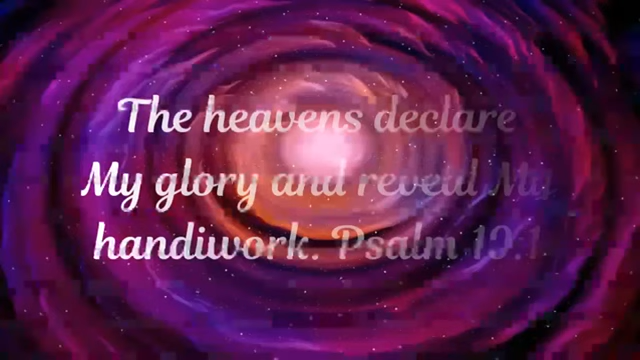 The heavens declare
My glory and reveal My
handiwork. Psalm 19:1